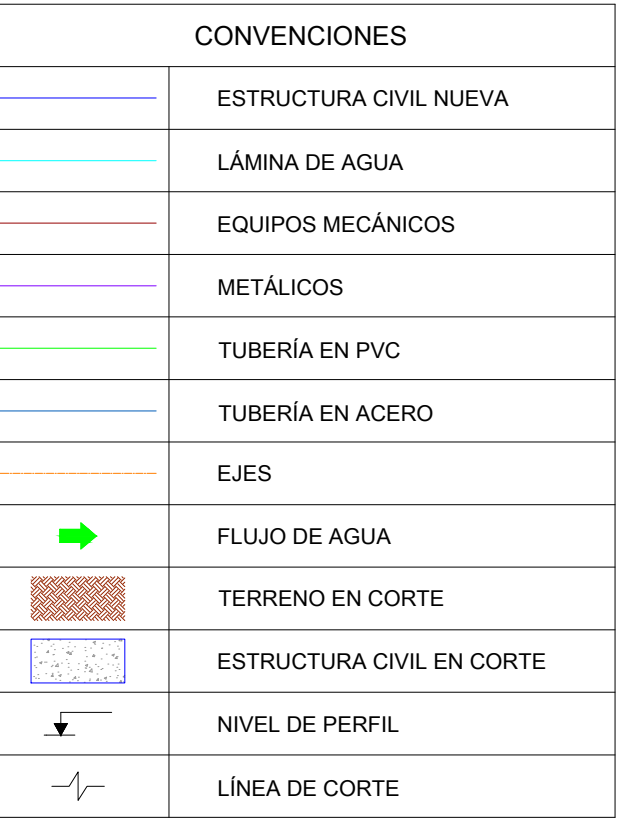 CONVENCIONES
ESTRUCTURA CIVIL NUEVA
LÁMINA DE AGUA
EQUIPOS MECÁNICOS
METÁLICOS
TUBERÍA EN PVC
TUBERÍA EN ACERO
EJES
FLUJO DE AGUA
TERRENO EN CORTE
ESTRUCTURA CIVIL EN CORTE
NIVEL DE PERFIL
LÍNEA DE CORTE